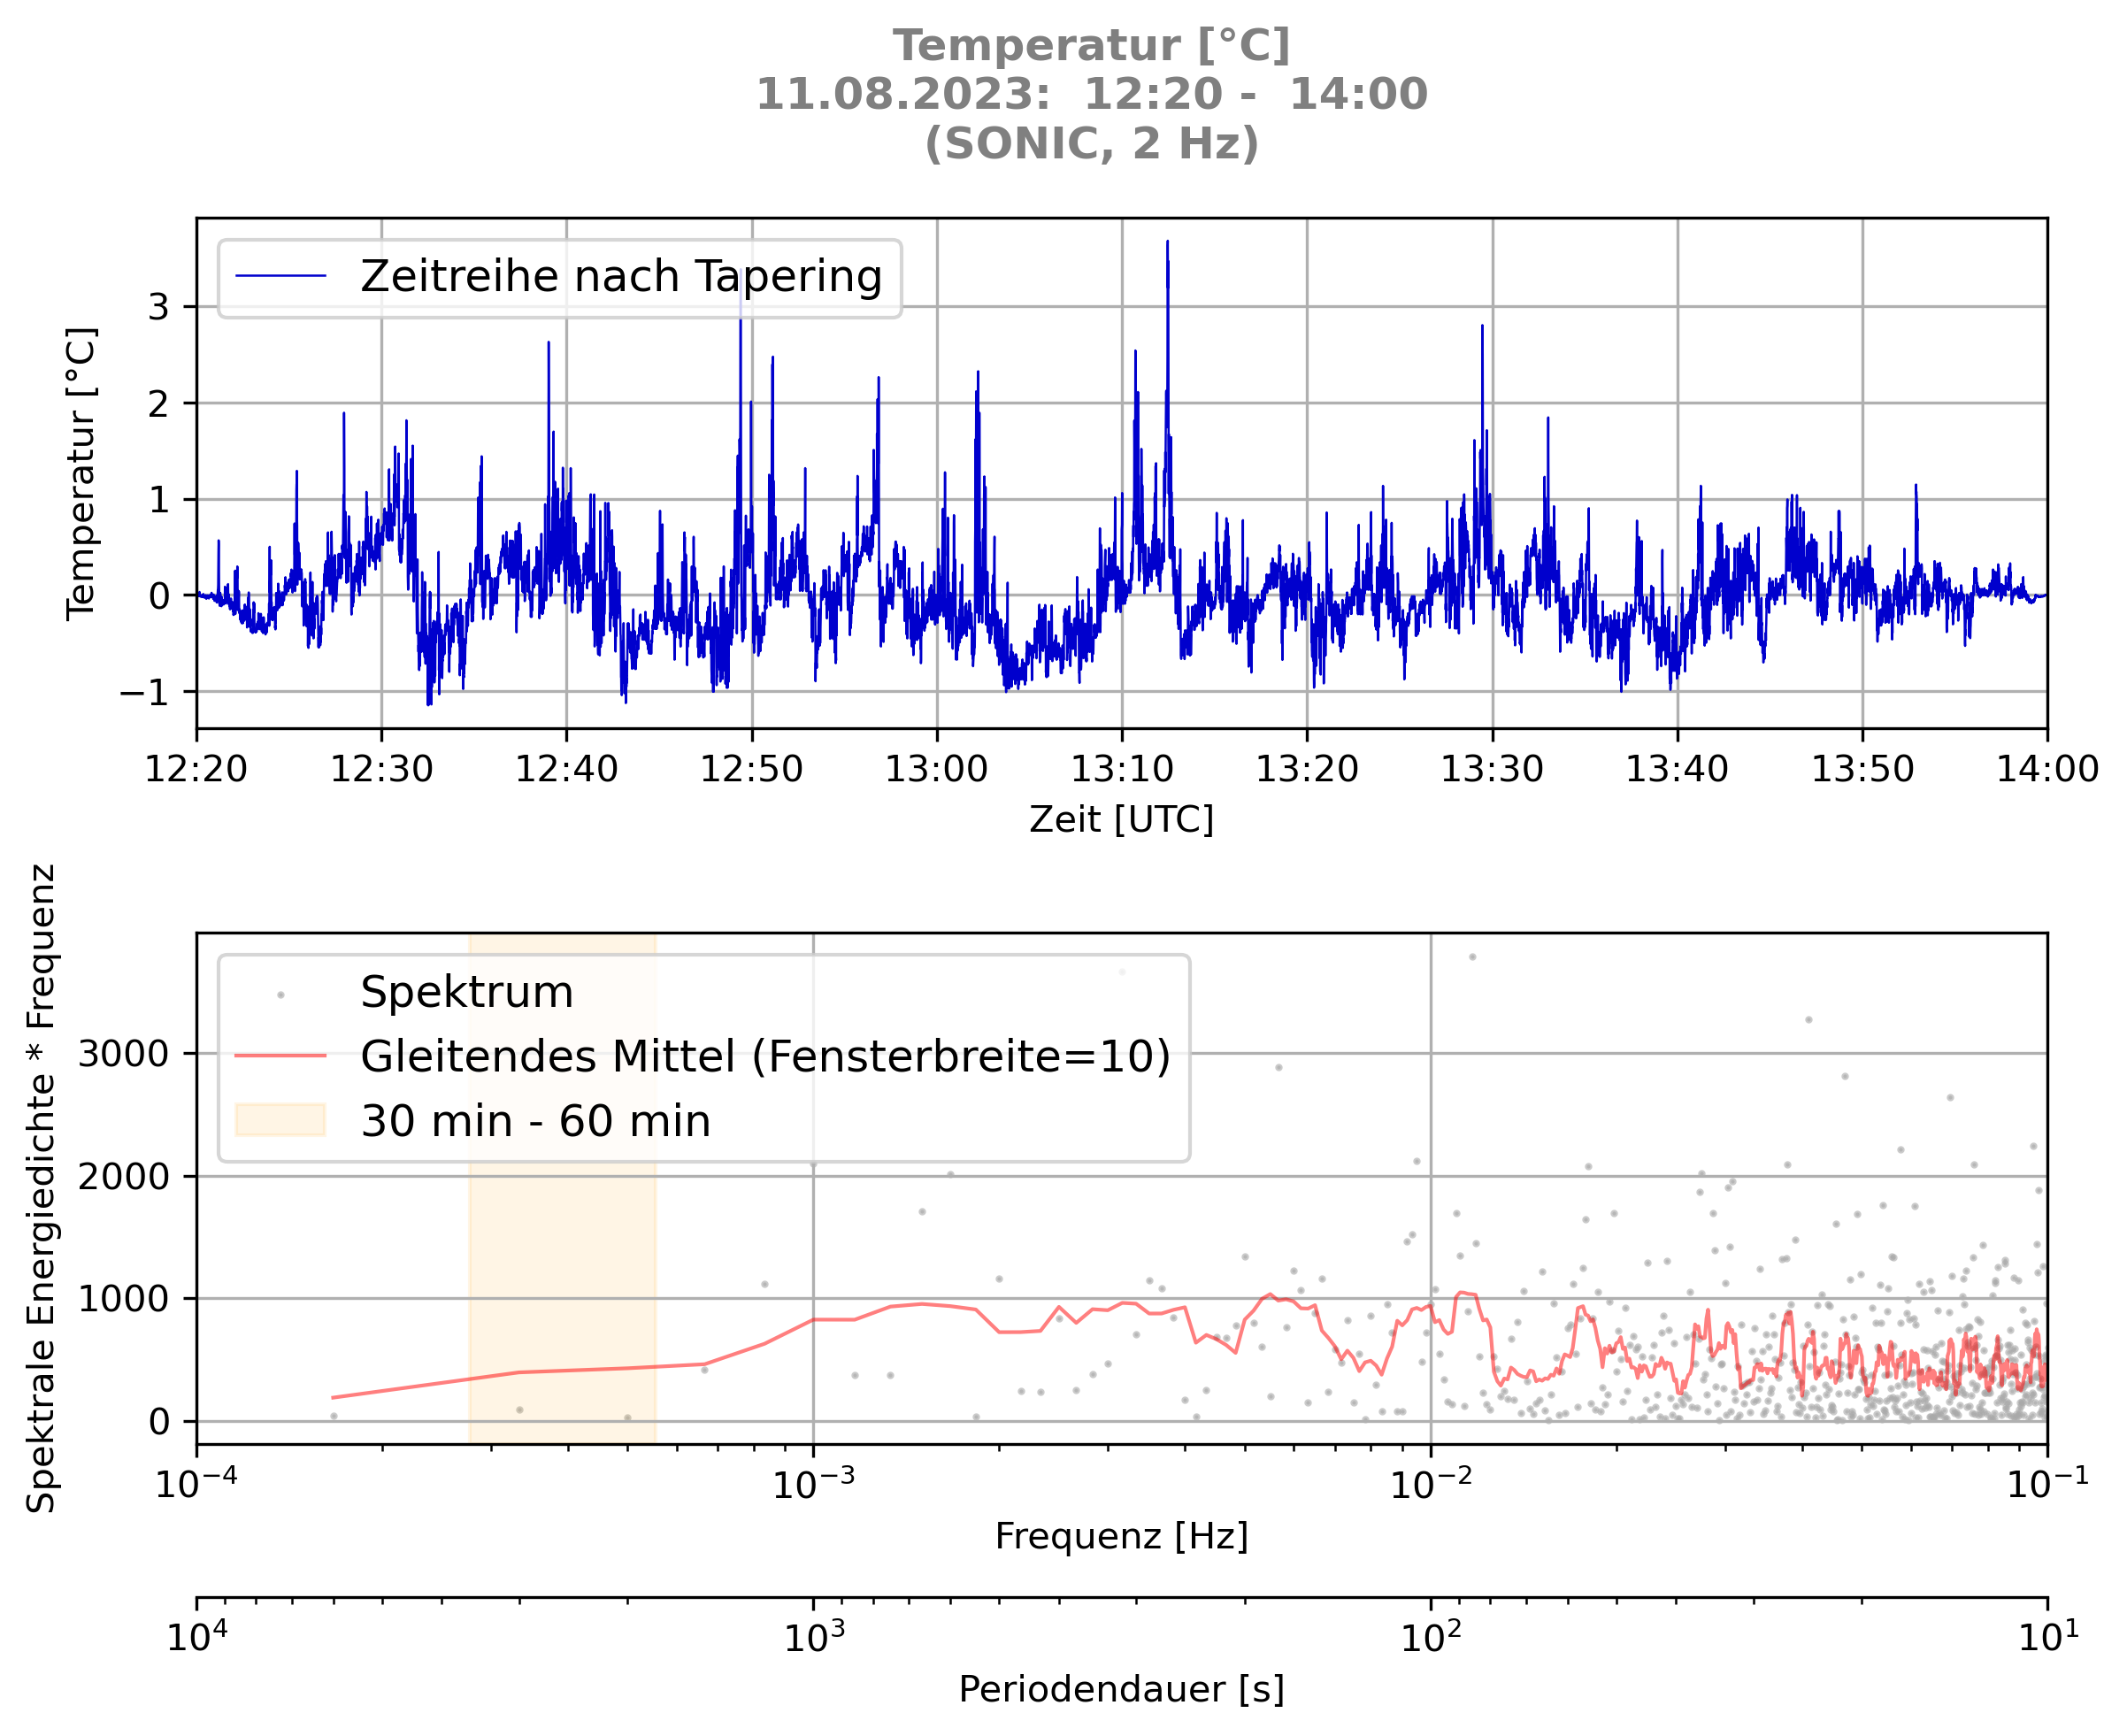 Temperatur [°C]
11.08.2023:  12:20 -  14:00
(SONIC, 2 Hz)
Zeitreihe nach Tapering
Temperatur [°C]
3
2
1
0
−1
12:20 12:30 12:40 12:50 13:00 13:10 13:20 13:30 13:40 13:50 14:00
Zeit [UTC]
Spektrum
Gleitendes Mittel (Fensterbreite=10)
30 min - 60 min
Spektrale Energiedichte * Frequenz
3000
2000
1000
0
10⁻⁴ 10⁻³ 10⁻² 10⁻¹
Frequenz [Hz]
10⁴ 10³ 10² 10¹
Periodendauer [s]